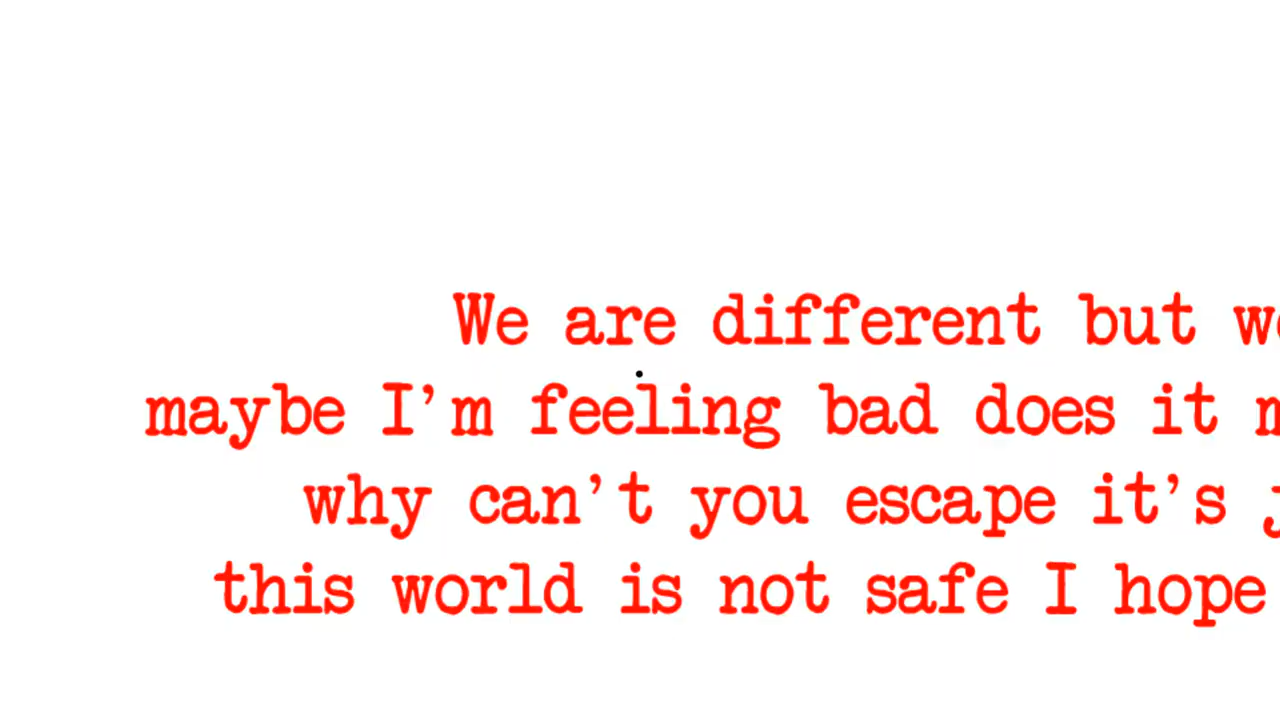 We are different but
maybe I’m feeling bad does it
why can’t you escape it’s
this world is not safe I hope